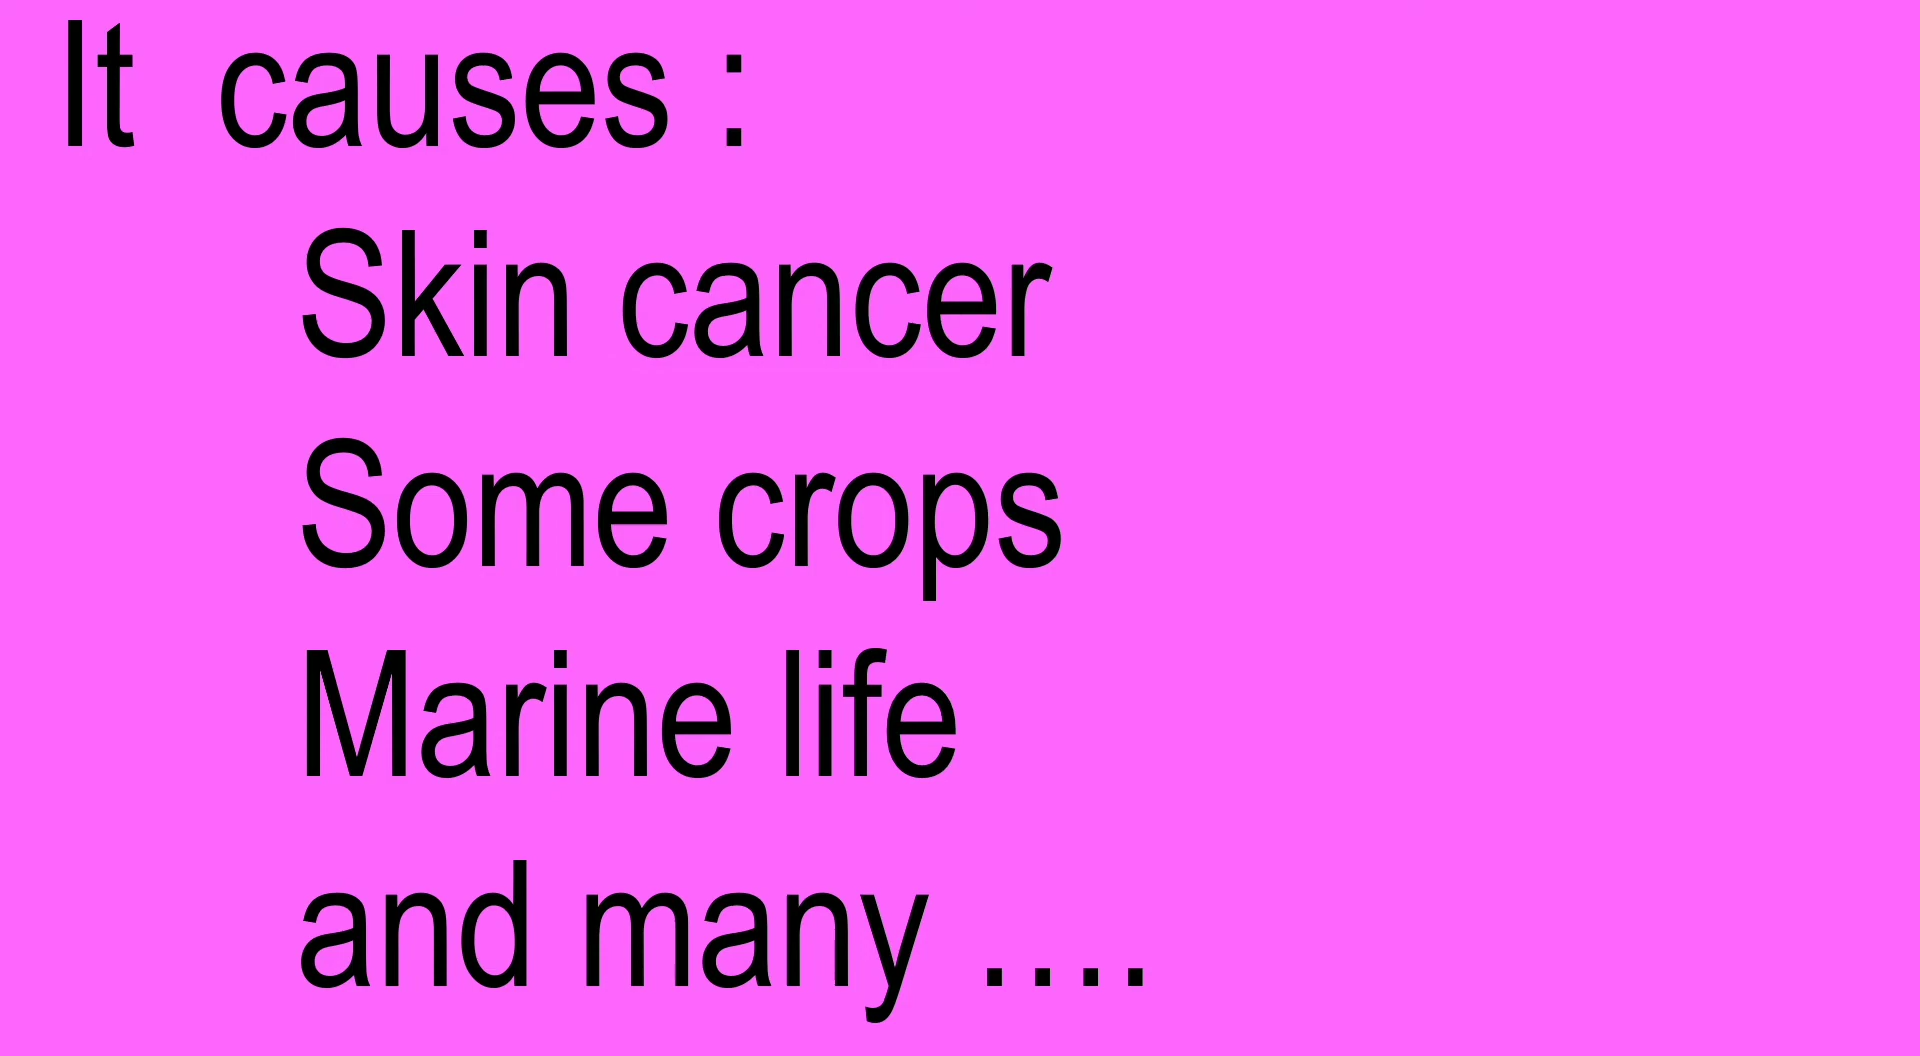 It causes :
Skin cancer
Some crops
Marine life
and many ....